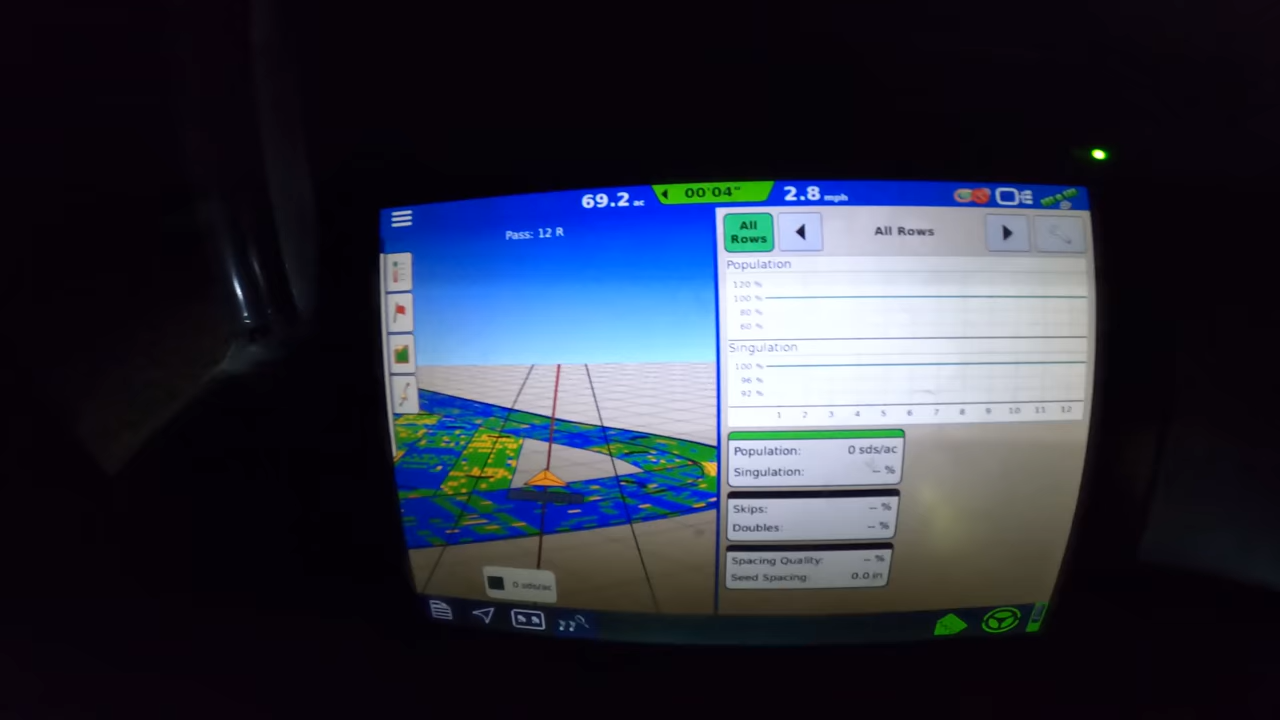 69.2 ac
00'04"
2.8 mph
Pass: 12 R
All Rows
All Rows
Population
120 %
100 %
80 %
60 %
Singulation
100 %
96 %
92 %
1 2 3 4 5 6 7 8 9 10 11 12
Population: 0 sds/ac
Singulation: -- %
Skips: -- %
Doubles: -- %
Spacing Quality: -- %
Seed Spacing: 0.0 in
0 sds/ac